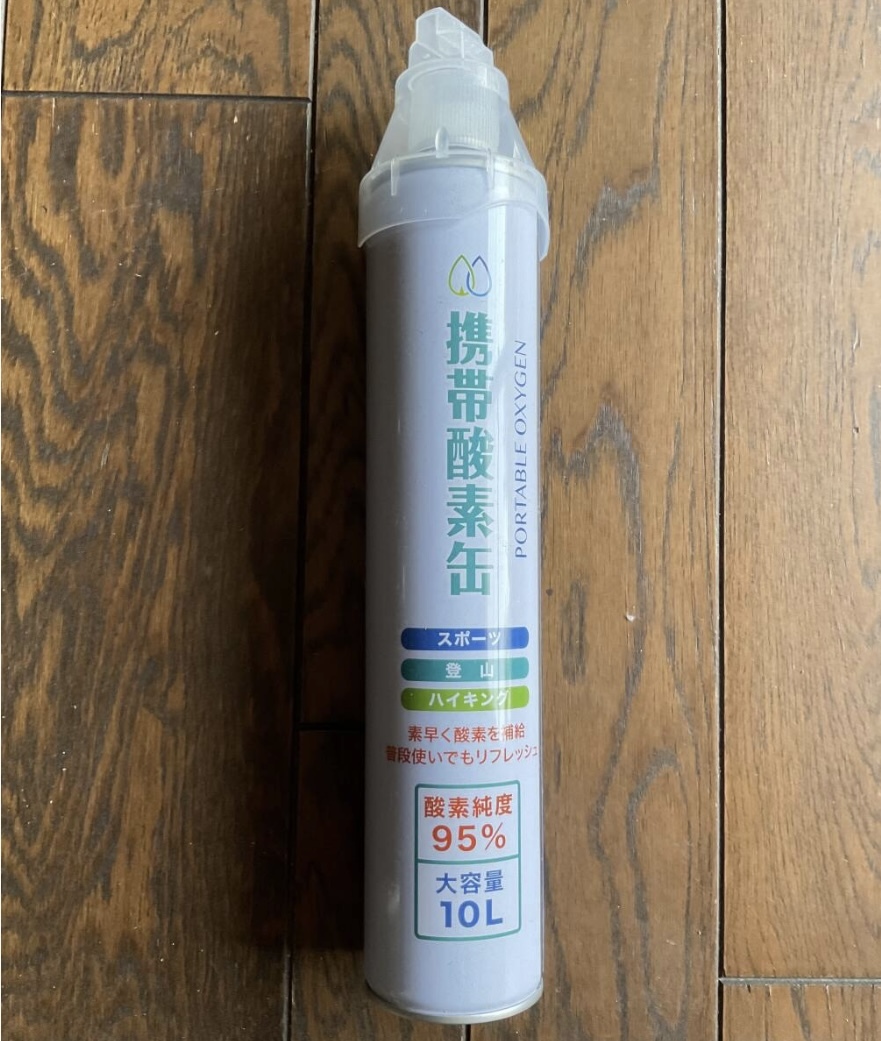 携帯酸素缶
PORTABLE OXYGEN
スポーツ
登 山
ハイキング
素早く酸素を補給
普段使いでもリフレッシュ
酸素純度
95%
大容量
10L